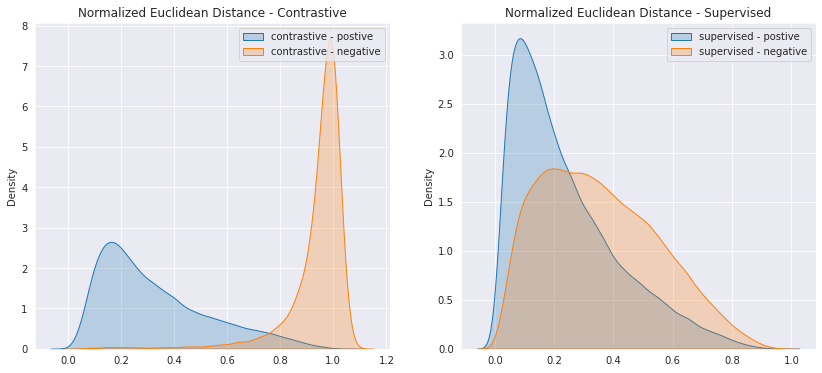 Normalized Euclidean Distance - Contrastive
contrastive - postive
contrastive - negative
Density
8
7
6
5
4
3
2
1
0
0.0 0.2 0.4 0.6 0.8 1.0 1.2
Normalized Euclidean Distance - Supervised
supervised - postive
supervised - negative
Density
3.0
2.5
2.0
1.5
1.0
0.5
0.0
0.0 0.2 0.4 0.6 0.8 1.0